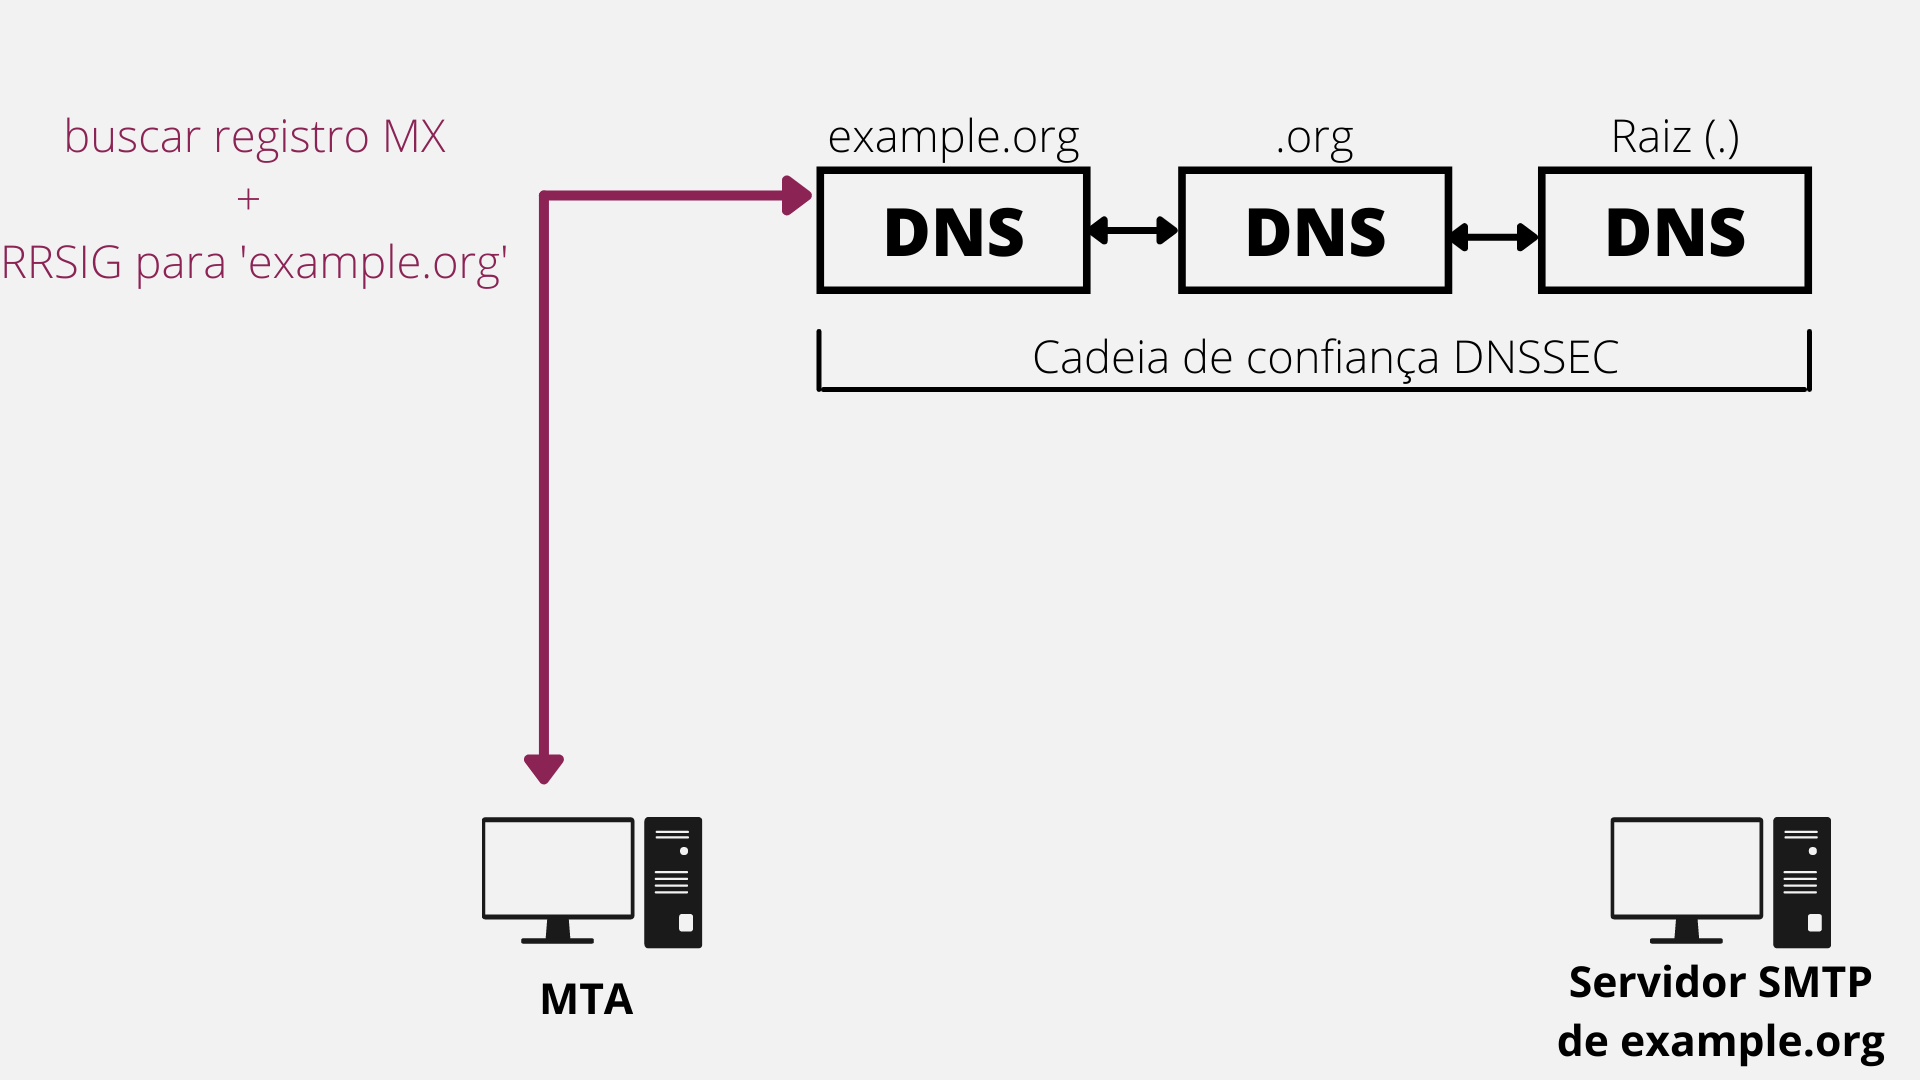 buscar registro MX
+
RRSIG para 'example.org'
example.org
.org
Raiz (.)
DNS
DNS
DNS
Cadeia de confiança DNSSEC
MTA
Servidor SMTP
de example.org